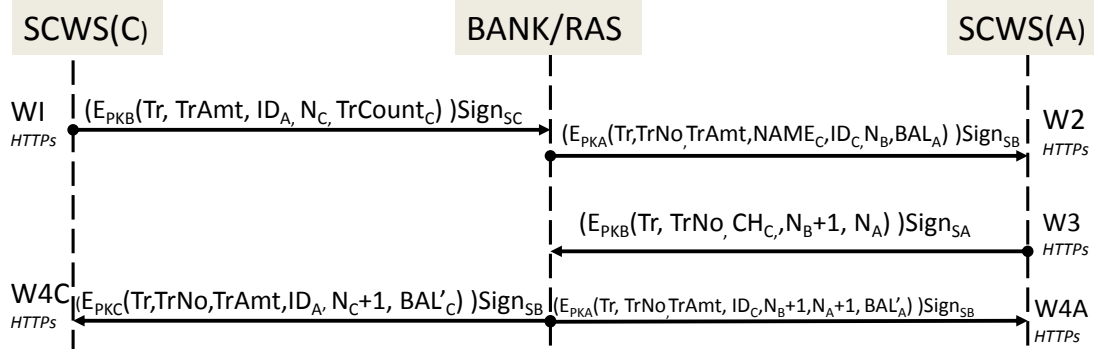 SCWS(C) BANK/RAS SCWS(A)
WI (E_PKB(Tr, TrAmt, ID_A, N_C, TrCount_C) )Sign_SC
HTTPs
(E_PKA(Tr,TrNo,TrAmt,NAME_C,ID_C,N_B,BAL_A) )Sign_SB W2
HTTPs
(E_PKB(Tr, TrNo, CH_C,,N_B+1, N_A) )Sign_SA W3
HTTPs
W4C (E_PKC(Tr,TrNo,TrAmt,ID_A, N_C+1, BAL’_C) )Sign_SB (E_PKA(Tr, TrNo,TrAmt, ID_C,N_B+1,N_A+1, BAL’_A) )Sign_SB W4A
HTTPs HTTPs